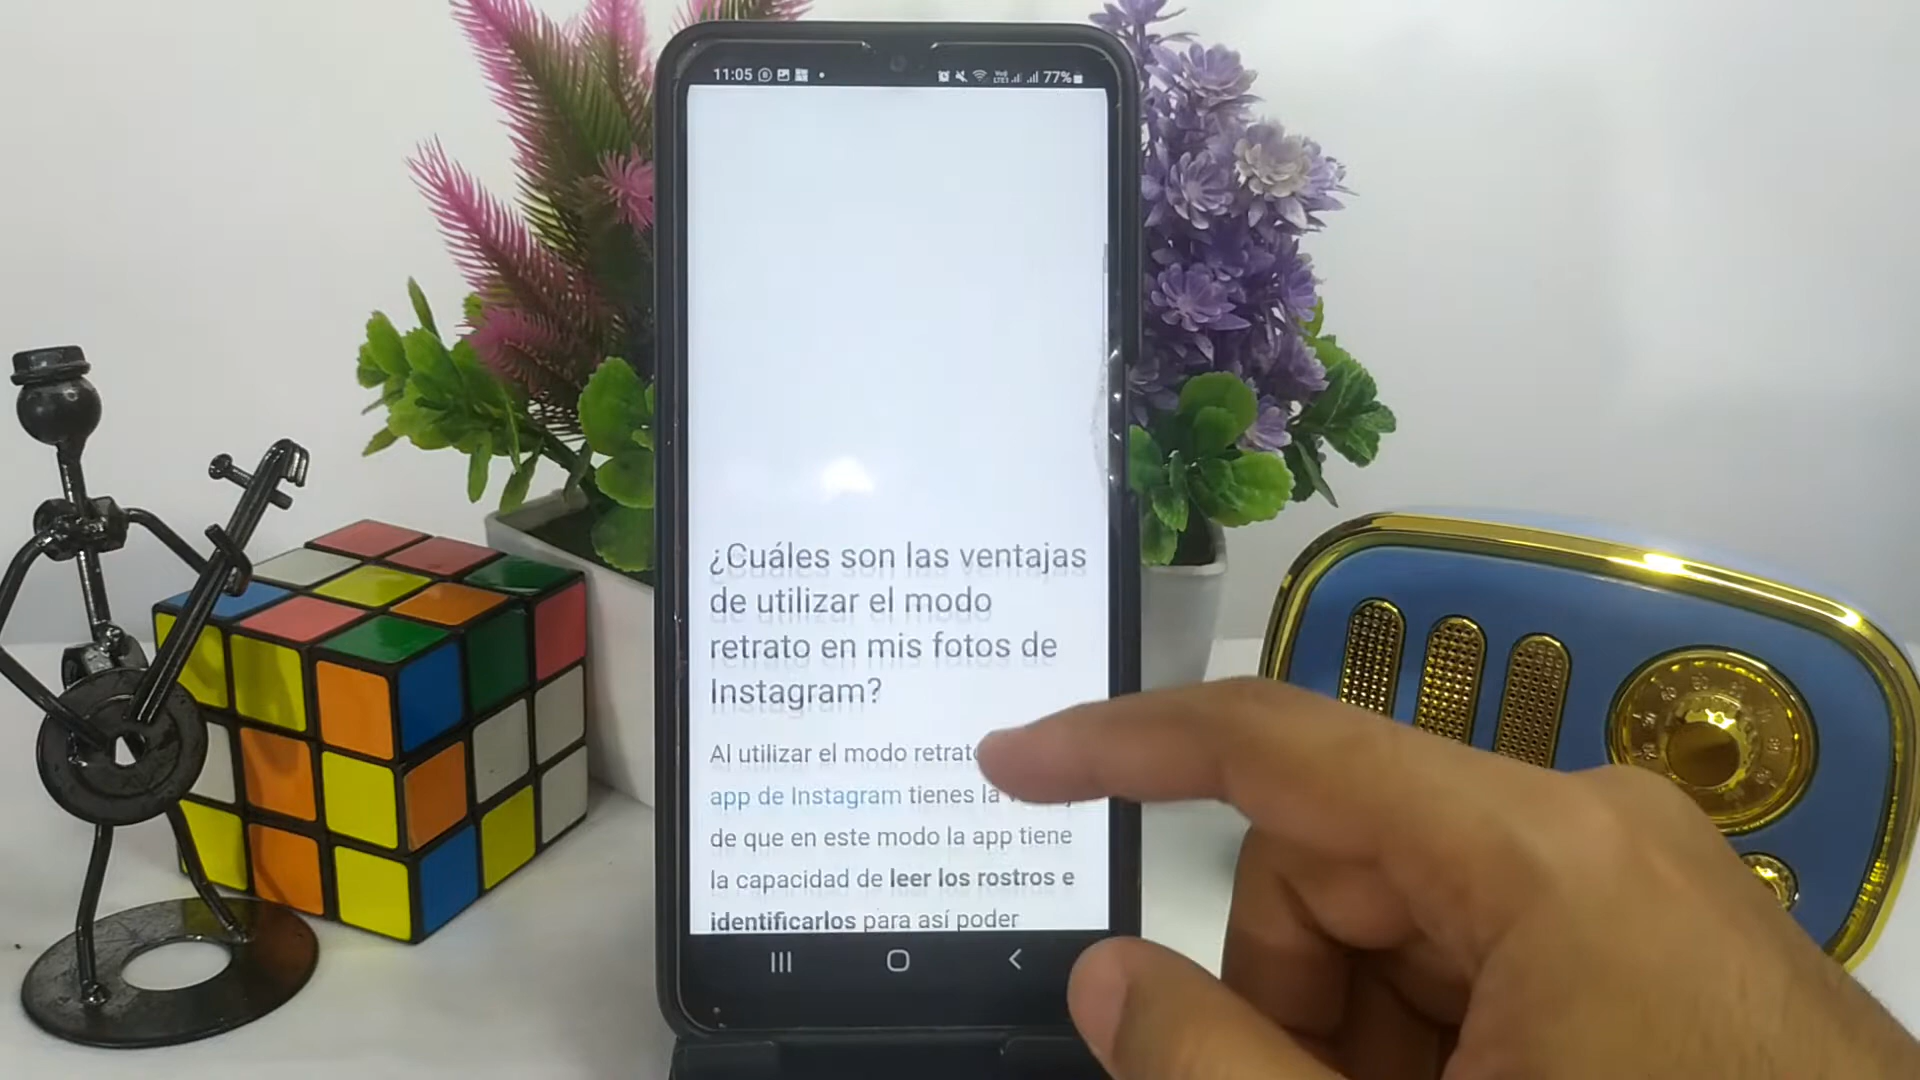 11:05
77%
¿Cuáles son las ventajas
de utilizar el modo
retrato en mis fotos de
Instagram?
Al utilizar el modo retrato
app de Instagram tienes la
de que en este modo la app tiene
la capacidad de leer los rostros e
identificarlos para así poder